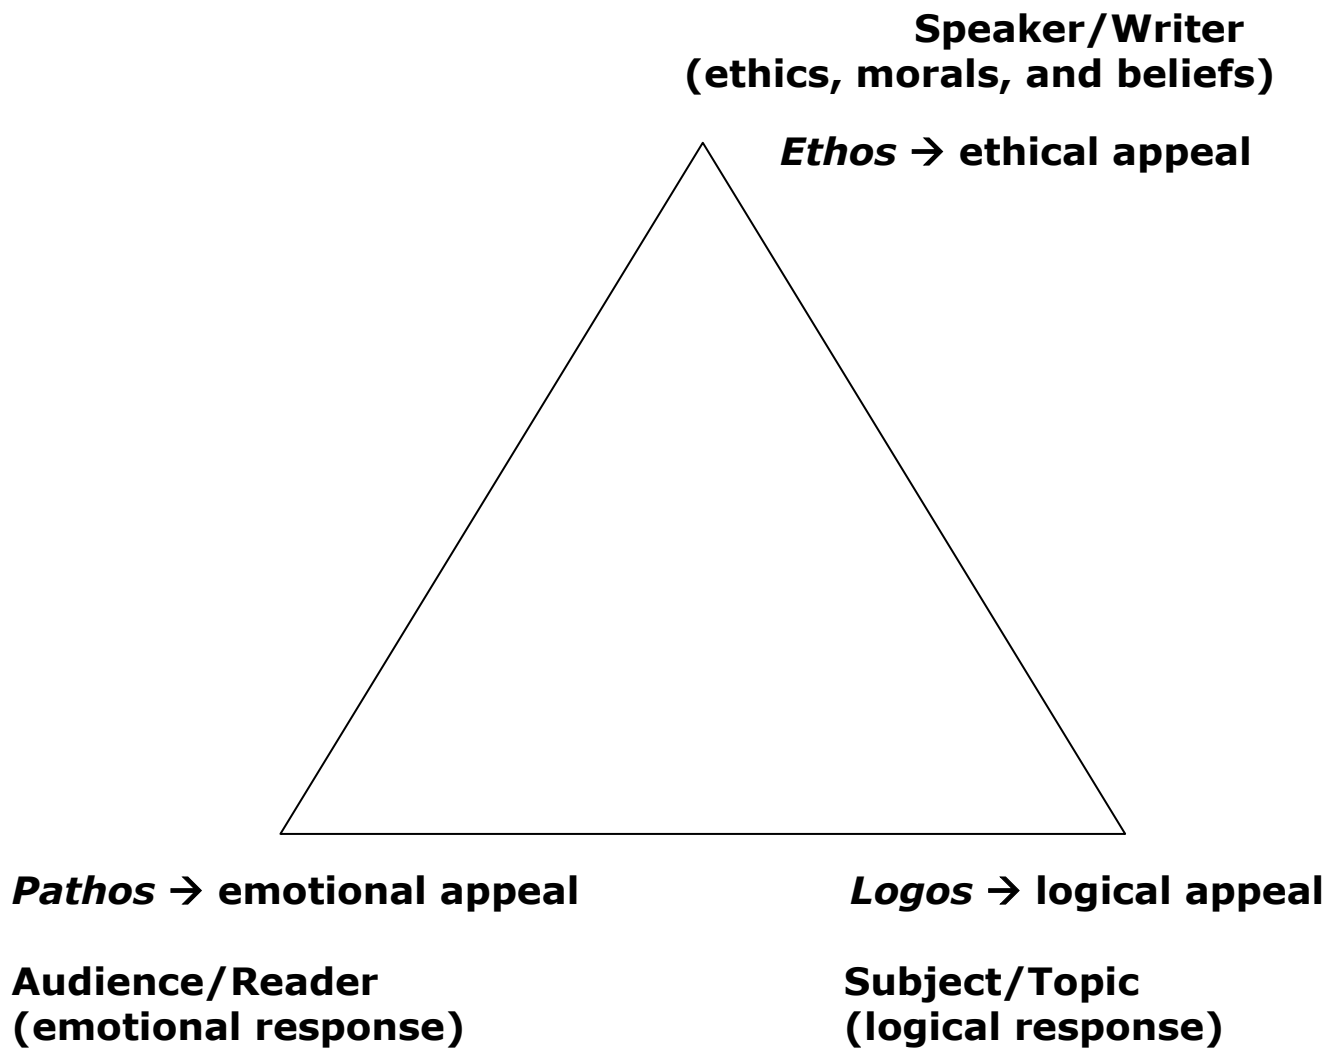 Speaker/Writer
(ethics, morals, and beliefs)
Ethos → ethical appeal
Pathos → emotional appeal
Logos → logical appeal
Audience/Reader
(emotional response)
Subject/Topic
(logical response)